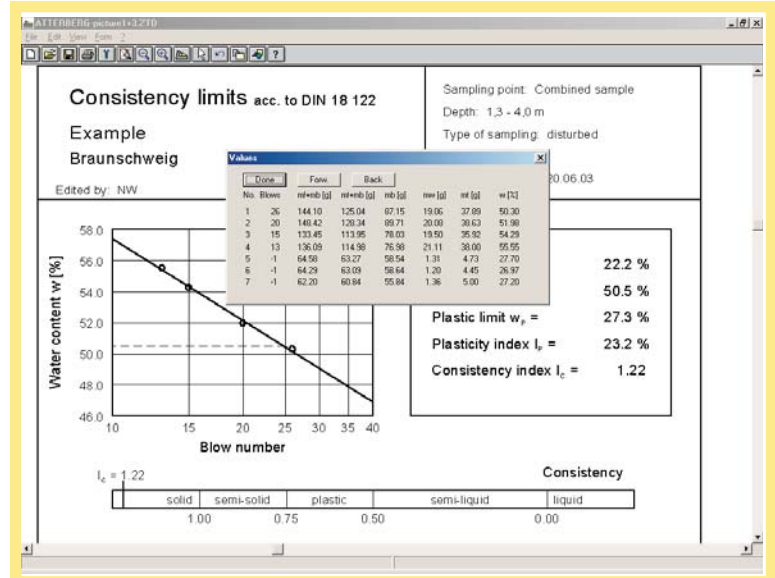 ATTERBERG-picture1+3.2TO
File Edit View Form ?
Consistency limits acc. to DIN 18 122
Example
Braunschweig
Edited by: NW
Sampling point: Combined sample
Depth: 1,3 - 4,0 m
Type of sampling: disturbed
20.06.03
Values
Done Forw. Back
No. Blows mf+mb [g] mt+mb [g] mb [g] mw [g] mt [g] w [%]
1 26 144.10 125.04 87.15 19.06 37.89 50.30
2 20 148.42 128.34 89.71 20.08 38.63 51.98
3 15 133.45 113.95 78.03 19.50 35.92 54.29
4 13 136.09 114.98 76.98 21.11 38.00 55.55
5 -1 64.58 63.27 58.54 1.31 4.73 27.70
6 -1 64.29 63.09 58.64 1.20 4.45 26.97
7 -1 62.20 60.84 55.84 1.36 5.00 27.20
Water content w [%]
58.0
56.0
54.0
52.0
50.0
48.0
46.0
10 15 20 25 30 35 40
Blow number
22.2 %
50.5 %
Plastic limit wP = 27.3 %
Plasticity index IP = 23.2 %
Consistency index Ic = 1.22
Ic = 1.22
Consistency
solid semi-solid plastic semi-liquid liquid
1.00 0.75 0.50 0.00